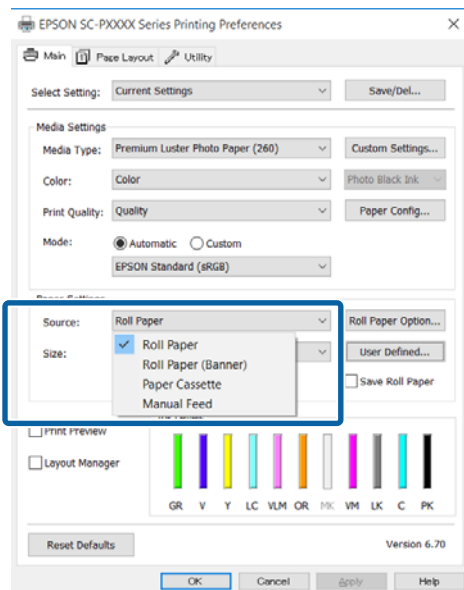 EPSON SC-PXXXX Series Printing Preferences
Main Page Layout Utility
Select Setting: Current Settings Save/Del...
Media Settings
Media Type: Premium Luster Photo Paper (260) Custom Settings...
Color: Color Photo Black Ink
Print Quality: Quality Paper Config...
Mode: Automatic Custom
EPSON Standard (sRGB)
Paper Settings
Source: Roll Paper Roll Paper Option...
Roll Paper
Size: User Defined...
Roll Paper (Banner)
Paper Cassette Save Roll Paper
Manual Feed
Print Preview
Layout Manager
GR V Y LC VLM OR MK VM LK C PK
Reset Defaults Version 6.70
OK Cancel Apply Help